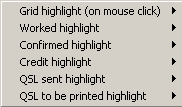 Grid highlight (on mouse click)
Worked highlight
Confirmed highlight
Credit highlight
QSL sent highlight
QSL to be printed highlight